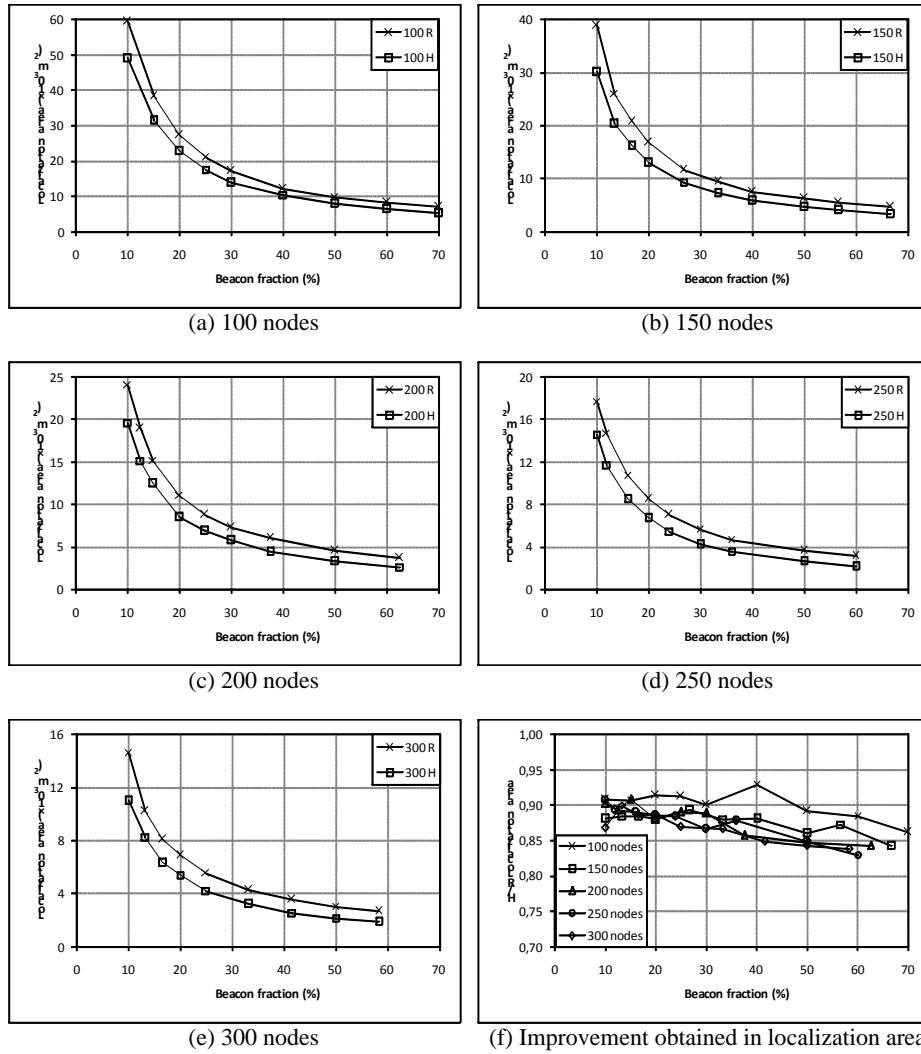 60
50
40
30
20
10
0
100 R
100 H
0 10 20 30 40 50 60 70
Beacon fraction (%)
(a) 100 nodes
40
30
20
10
0
150 R
150 H
0 10 20 30 40 50 60 70
Beacon fraction (%)
(b) 150 nodes
25
20
15
10
5
0
200 R
200 H
0 10 20 30 40 50 60 70
Beacon fraction (%)
(c) 200 nodes
20
16
12
8
4
0
250 R
250 H
0 10 20 30 40 50 60 70
Beacon fraction (%)
(d) 250 nodes
16
12
8
4
0
300 R
300 H
0 10 20 30 40 50 60 70
Beacon fraction (%)
(e) 300 nodes
1,00
0,95
0,90
0,85
0,80
0,75
0,70
100 nodes
150 nodes
200 nodes
250 nodes
300 nodes
0 10 20 30 40 50 60 70
Beacon fraction (%)
(f) Improvement obtained in localization area